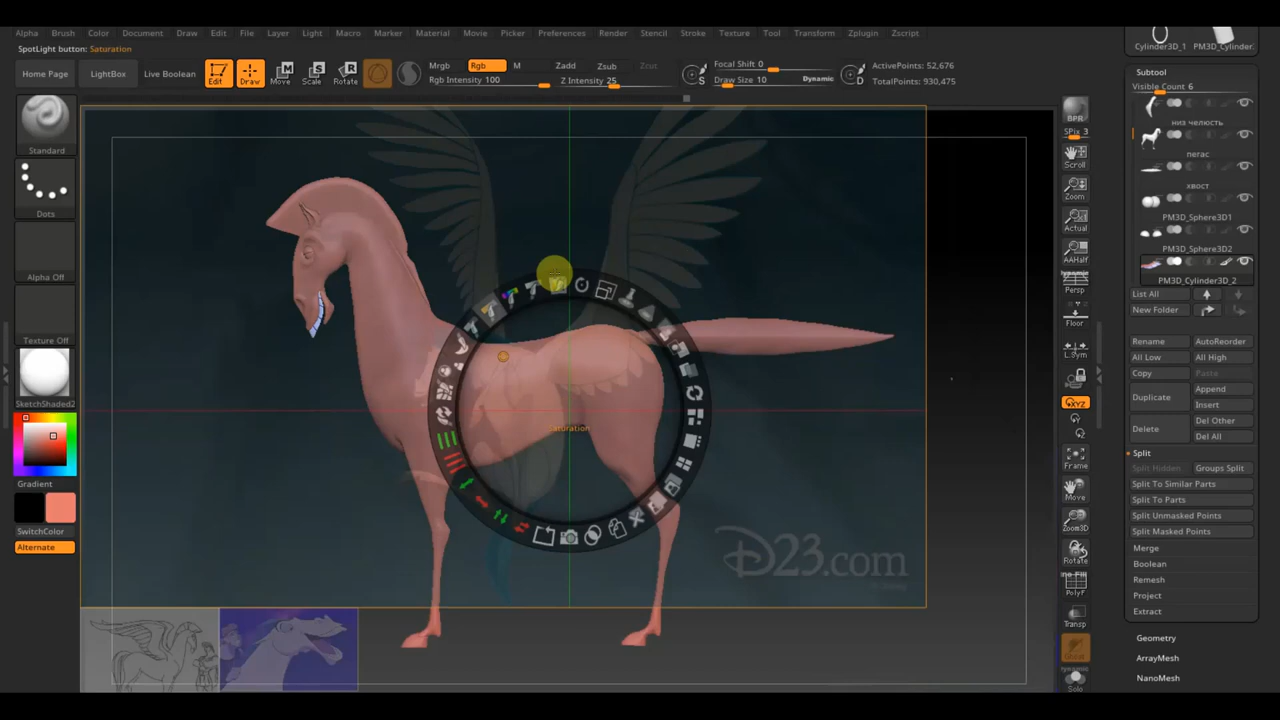 Alpha Brush Color Document Draw Edit File Layer Light Macro Marker Material Movie Picker Preferences Render Stencil Stroke Texture Tool Transform Zplugin Zscript
SpotLight button: Saturation
Home Page LightBox Live Boolean Edit Draw Move Scale Rotate
Mrgb Rgb M Zadd Zsub Zcut
Rgb Intensity 100 Z Intensity 25
Focal Shift 0
Draw Size 10 Dynamic
S
D
ActivePoints: 52,676
TotalPoints: 930,475
Standard
Dots
Alpha Off
Texture Off
SketchShaded2
Gradient
SwitchColor
Alternate
Saturation
D23.com
BPR
SPix 3
Scroll
Zoom
Actual
AAHalf
Dynamic
Persp
Floor
L.Sym
XYZ
Frame
Move
Zoom3D
Rotate
PolyF
Transp
Ghost
Dynamic
Solo
Cylinder3D_1 PM3D_Cylinder
Subtool
Visible Count 6
низ челюсть
пегас
хвост
PM3D_Sphere3D1
PM3D_Sphere3D2
PM3D_Cylinder3D_2
List All
New Folder
Rename AutoReorder
All Low All High
Copy Paste
Duplicate Append
Insert
Delete Del Other
Del All
Split
Split Hidden Groups Split
Split To Similar Parts
Split To Parts
Split Unmasked Points
Split Masked Points
Merge
Boolean
Remesh
Project
Extract
Geometry
ArrayMesh
NanoMesh